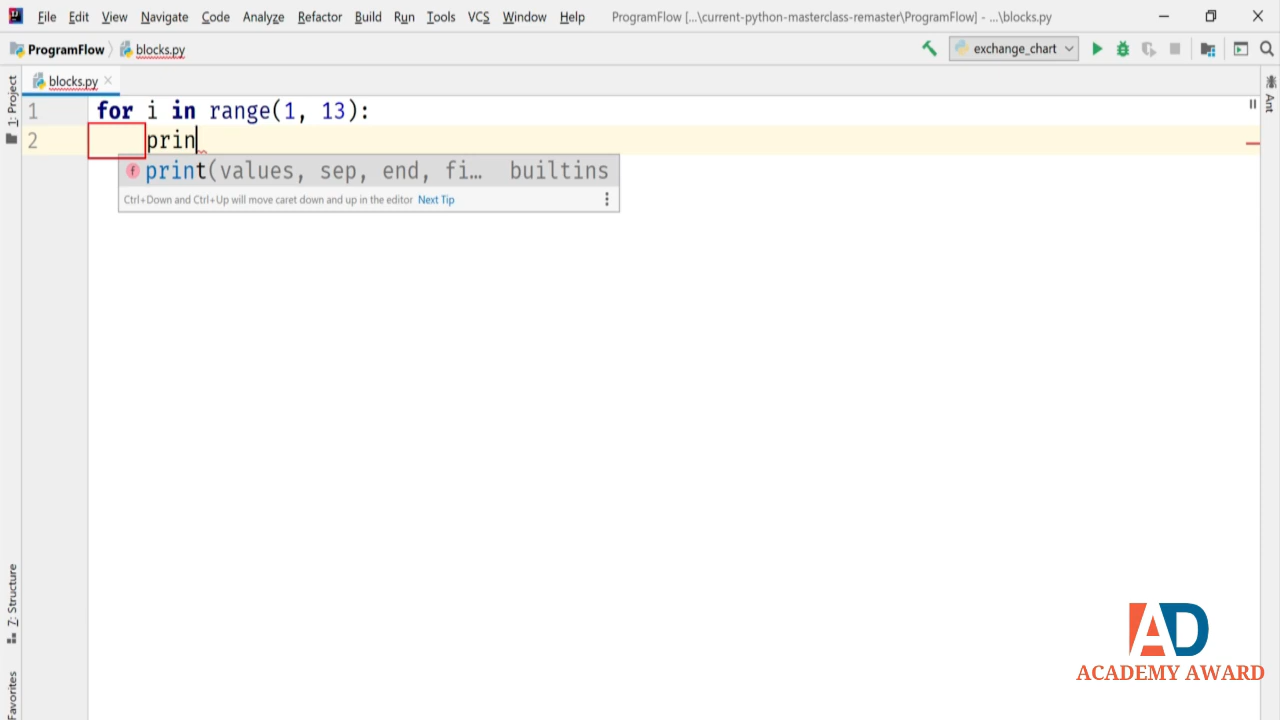 File Edit View Navigate Code Analyze Refactor Build Run Tools VCS Window Help ProgramFlow [...\current-python-masterclass-remaster\ProgramFlow] - ...\blocks.py
ProgramFlow blocks.py exchange_chart
1: Project
blocks.py
Ant
1 for i in range(1, 13):
2 prin
print(values, sep, end, fi… builtins
Ctrl+Down and Ctrl+Up will move caret down and up in the editor Next Tip
Z: Structure
Favorites
AD
ACADEMY AWARD